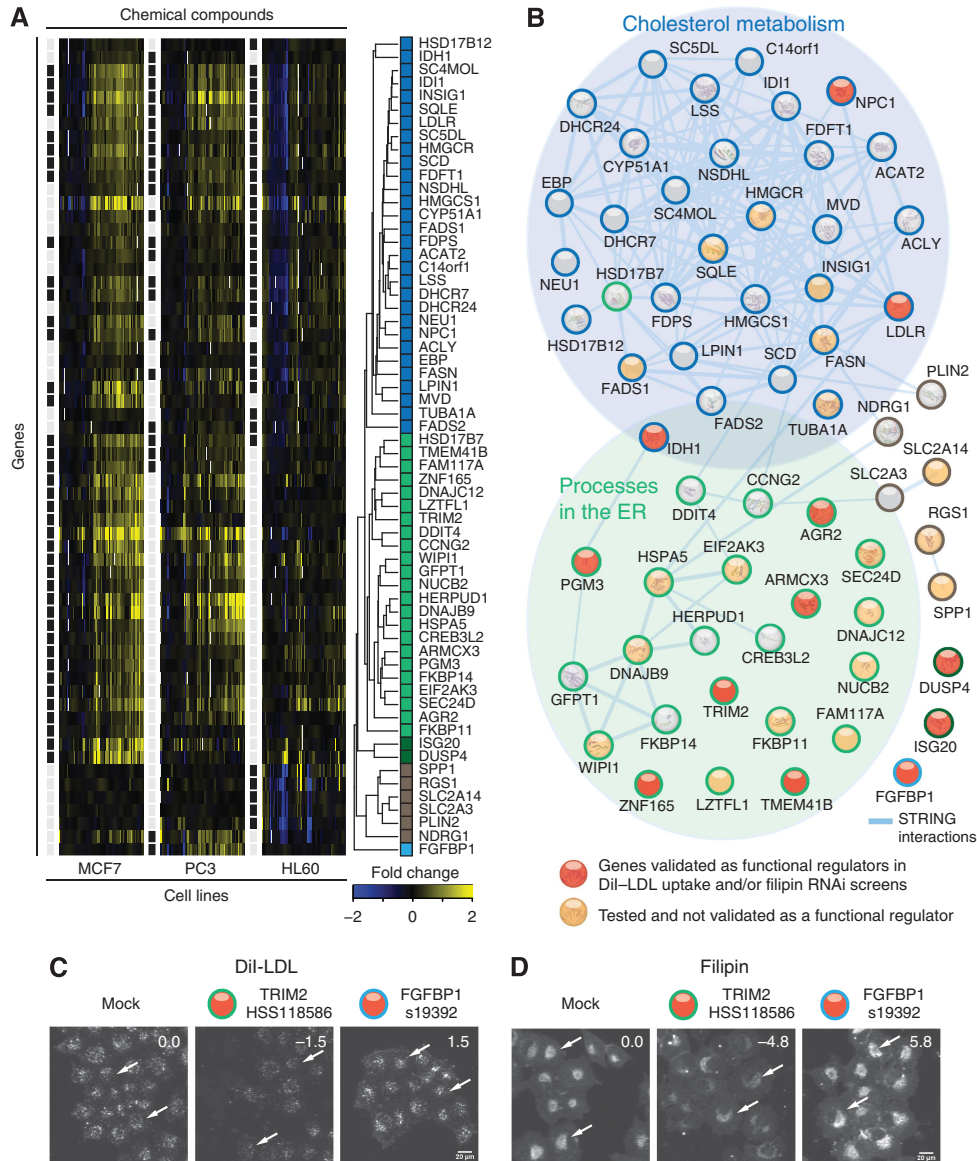 A
Chemical compounds
Genes
HSD17B12
IDH1
SC4MOL
IDI1
INSIG1
SQLE
LDLR
SC5DL
HMGCR
SCD
FDFT1
NSDHL
HMGCS1
CYP51A1
FADS1
FDPS
ACAT2
C14orf1
LSS
DHCR7
DHCR24
NEU1
NPC1
ACLY
EBP
FASN
LPIN1
MVD
TUBA1A
FADS2
HSD17B7
TMEM41B
FAM117A
ZNF165
DNAJC12
LZTFL1
TRIM2
DDIT4
CCNG2
WIPI1
GFPT1
NUCB2
HERPUD1
DNAJB9
HSPA5
CREB3L2
ARMCX3
PGM3
FKBP14
EIF2AK3
SEC24D
AGR2
FKBP11
ISG20
DUSP4
SPP1
RGS1
SLC2A14
SLC2A3
PLIN2
NDRG1
FGFBP1
MCF7
PC3
HL60
Cell lines
Fold change
−2
0
2
B
Cholesterol metabolism
SC5DL
C14orf1
IDI1
NPC1
LSS
DHCR24
FDFT1
CYP51A1
NSDHL
ACAT2
EBP
HMGCR
SC4MOL
MVD
DHCR7
ACLY
SQLE
INSIG1
NEU1
HSD17B7
FDPS
HMGCS1
LDLR
HSD17B12
LPIN1
SCD
FASN
FADS1
PLIN2
FADS2
TUBA1A
NDRG1
IDH1
SLC2A14
Processes
in the ER
CCNG2
SLC2A3
DDIT4
AGR2
RGS1
HSPA5
EIF2AK3
PGM3
ARMCX3
SEC24D
SPP1
HERPUD1
DNAJC12
CREB3L2
DNAJB9
NUCB2
DUSP4
GFPT1
TRIM2
FAM117A
FKBP14
FKBP11
ISG20
WIPI1
FGFBP1
ZNF165
LZTFL1
TMEM41B
STRING
interactions
Genes validated as functional regulators in
DiI–LDL uptake and/or filipin RNAi screens
Tested and not validated as a functional regulator
C
DiI-LDL
Mock
TRIM2
HSS118586
FGFBP1
s19392
0.0
−1.5
1.5
20 µm
D
Filipin
Mock
TRIM2
HSS118586
FGFBP1
s19392
0.0
−4.8
5.8
20 µm